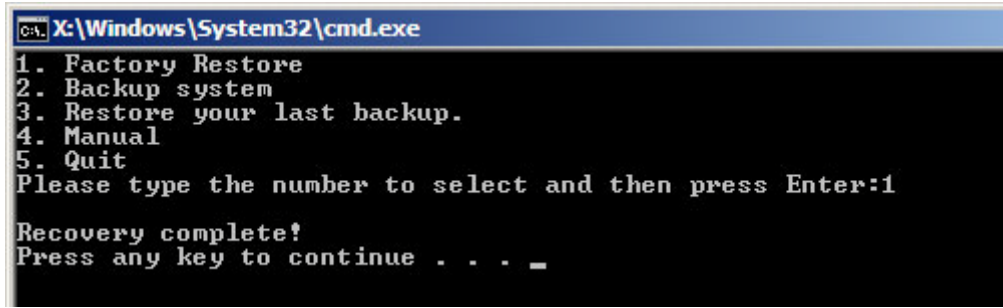 X:\Windows\System32\cmd.exe
1. Factory Restore
2. Backup system
3. Restore your last backup.
4. Manual
5. Quit
Please type the number to select and then press Enter:1
Recovery complete!
Press any key to continue . . . _